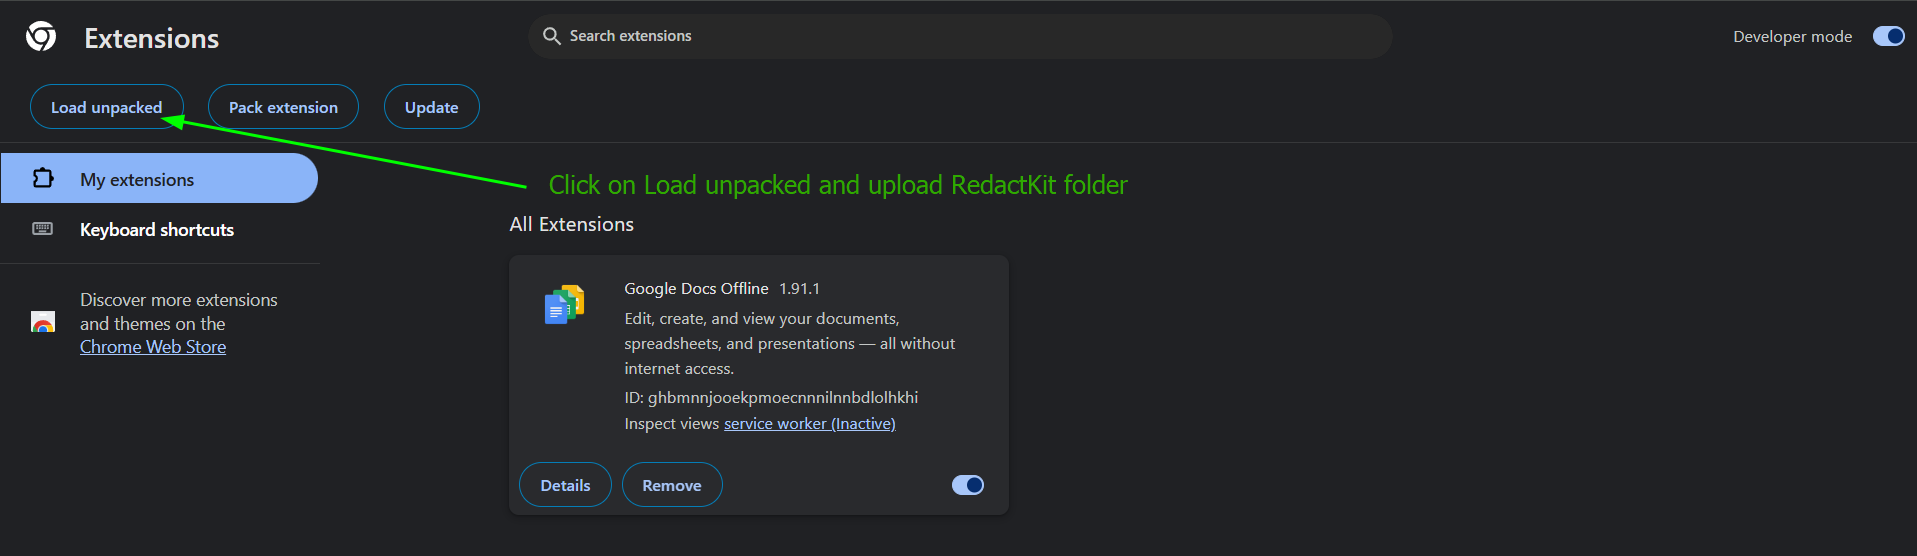 Extensions
Search extensions
Developer mode
Load unpacked
Pack extension
Update
My extensions
Keyboard shortcuts
Discover more extensions
and themes on the
Chrome Web Store
Click on Load unpacked and upload RedactKit folder
All Extensions
Google Docs Offline 1.91.1
Edit, create, and view your documents,
spreadsheets, and presentations — all without
internet access.
ID: ghbmnnjooekpmoecnnnilnnbdlolhkhi
Inspect views service worker (Inactive)
Details
Remove